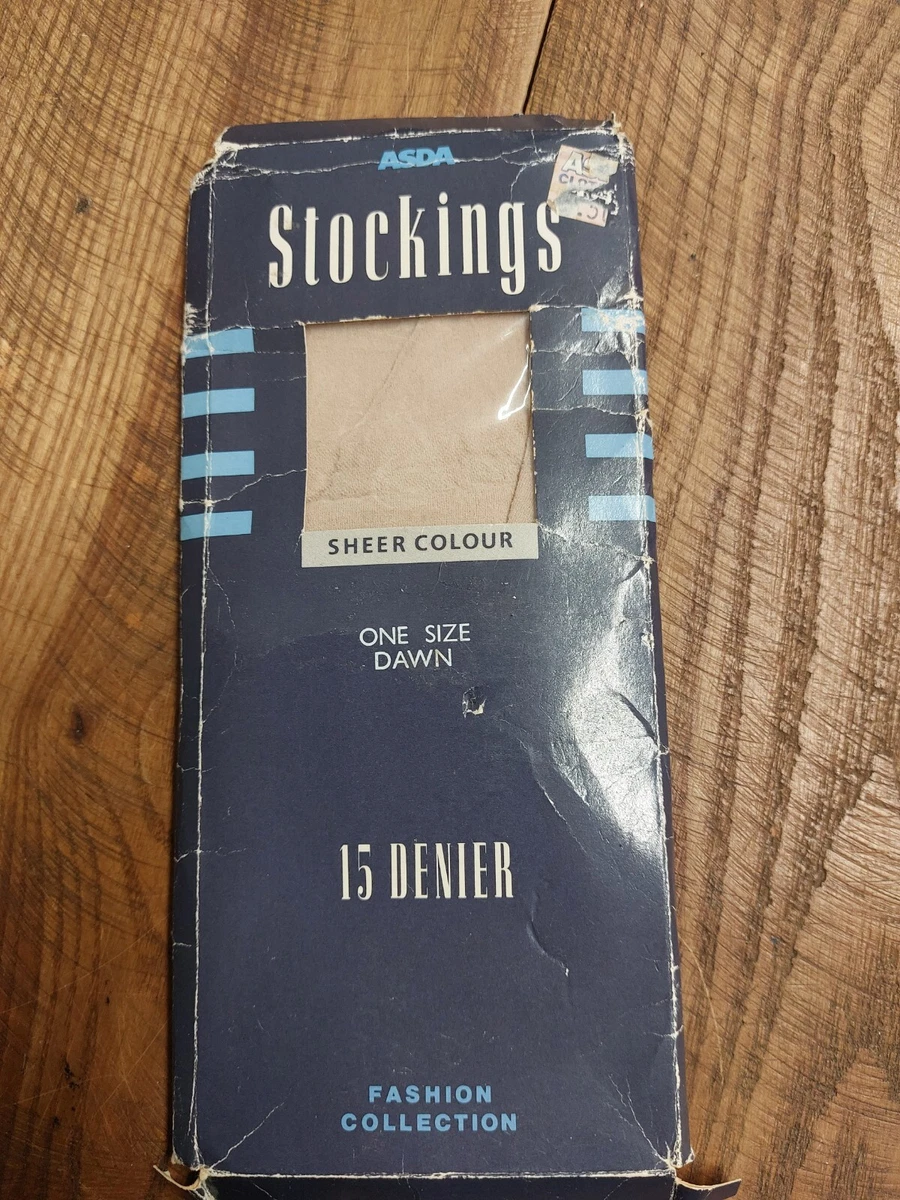 ASDA
Stockings
SHEER COLOUR
ONE SIZE
DAWN
15 DENIER
FASHION
COLLECTION